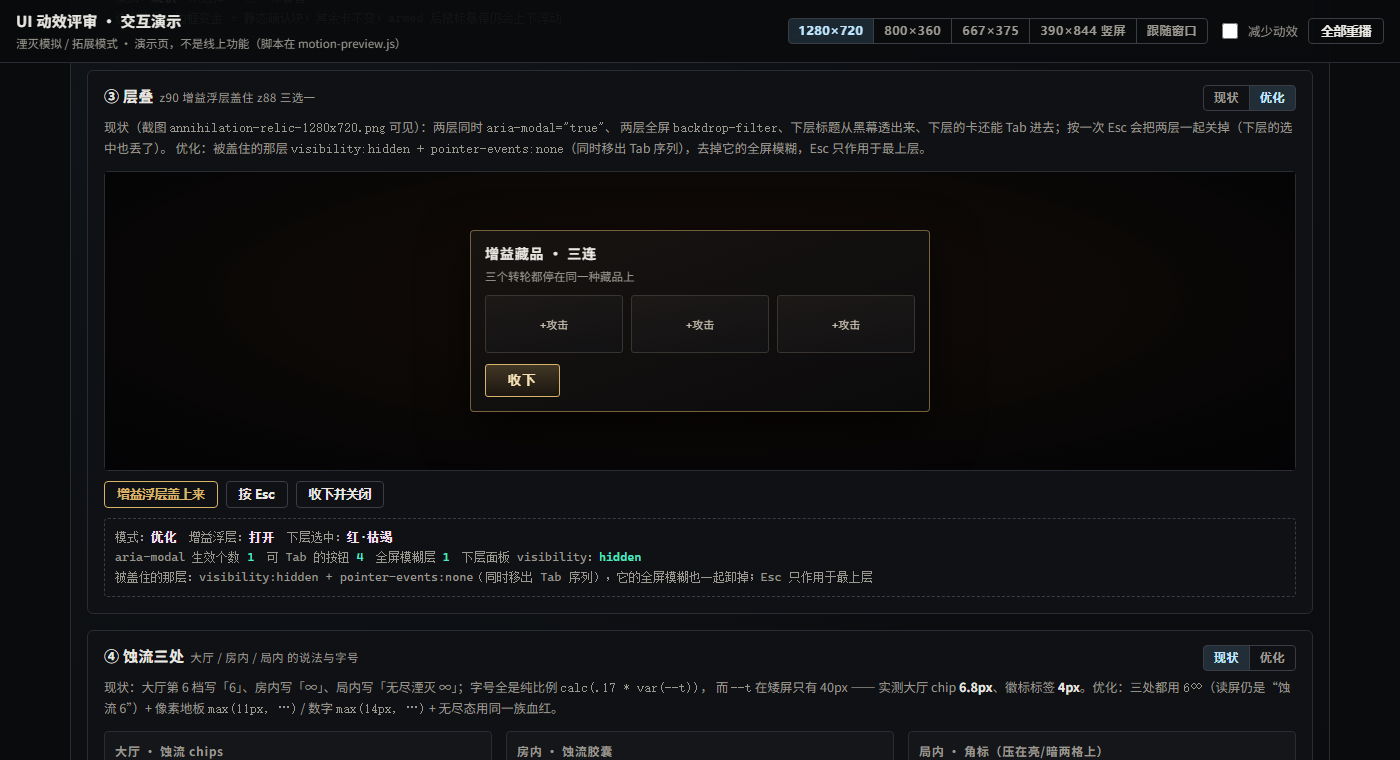 UI 动效评审 · 交互演示
湮灭模拟 / 拓展模式 · 演示页，不是线上功能（脚本在 motion-preview.js）
1280×720 800×360 667×375 390×844 竖屏 跟随窗口 减少动效 全部重播
③ 层叠 z90 增益浮层盖住 z88 三选一 现状 优化
现状（截图 annihilation-relic-1280x720.png 可见）：两层同时 aria-modal="true"、 两层全屏 backdrop-filter、下层标题从黑幕透出来、下层的卡还能 Tab 进去；按一次 Esc 会把两层一起关掉（下层的选
中也丢了）。 优化：被盖住的那层 visibility:hidden + pointer-events:none（同时移出 Tab 序列），去掉它的全屏模糊，Esc 只作用于最上层。
增益藏品 · 三连
三个转轮都停在同一种藏品上
+攻击 +攻击 +攻击
收下
增益浮层盖上来 按 Esc 收下并关闭
模式：优化 增益浮层：打开 下层选中：红·枯竭
aria-modal 生效个数 1 可 Tab 的按钮 4 全屏模糊层 1 下层面板 visibility: hidden
被盖住的那层：visibility:hidden + pointer-events:none（同时移出 Tab 序列），它的全屏模糊也一起卸掉；Esc 只作用于最上层
④ 蚀流三处 大厅 / 房内 / 局内 的说法与字号 现状 优化
现状：大厅第 6 档写「6」、房内写「∞」、局内写「无尽湮灭 ∞」；字号全是纯比例 calc(.17 * var(--t))， 而 --t 在矮屏只有 40px —— 实测大厅 chip 6.8px、徽标标签 4px。优化：三处都用 6∞（读屏仍是“蚀
流 6”）+ 像素地板 max(11px, …) / 数字 max(14px, …) + 无尽态用同一族血红。
大厅 · 蚀流 chips 房内 · 蚀流胶囊 局内 · 角标（压在亮/暗两格上）